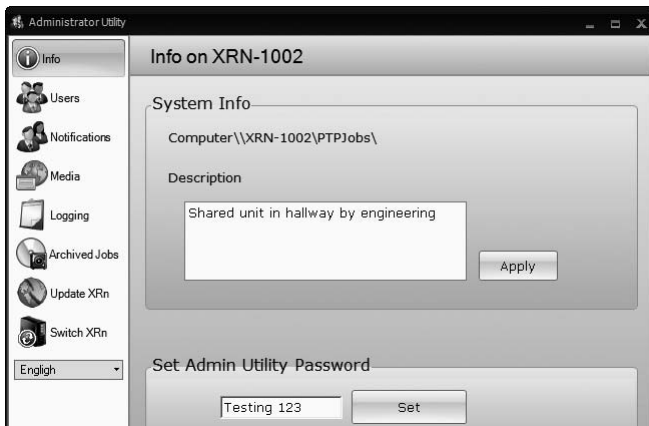 Administrator Utility
Info
Users
Notifications
Media
Logging
Archived Jobs
Update XRn
Switch XRn
Engligh
Info on XRN-1002
System Info
Computer\\XRN-1002\PTPJobs\
Description
Shared unit in hallway by engineering
Apply
Set Admin Utility Password
Testing 123
Set